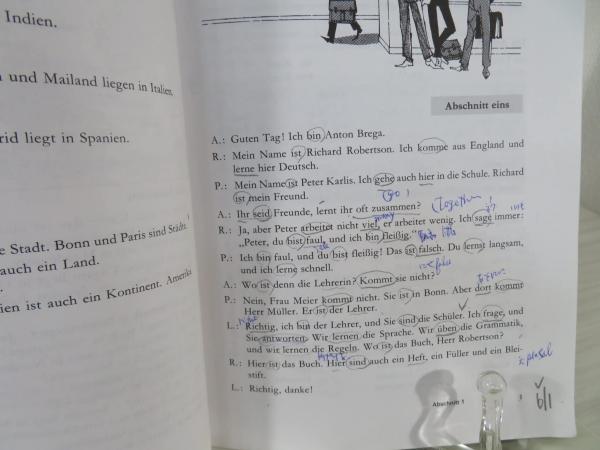 Indien.
und Mailand liegen in Italien.
rid liegt in Spanien.
e Stadt. Bonn und Paris sind Städte.
auch ein Land.
ien ist auch ein Kontinent. Amerika
Abschnitt eins
A.: Guten Tag! Ich bin Anton Brega.
R.: Mein Name ist Richard Robertson. Ich komme aus England und
lerne hier Deutsch.
P.: Mein Name ist Peter Karlis. Ich gehe auch hier in die Schule. Richard
ist mein Freund.
go!
A.: Ihr seid Freunde, lernt ihr oft zusammen?
(Together!
R.: Ja, aber Peter arbeitet nicht viel, er arbeitet wenig. Ich sage immer:
„Peter, du bist faul, und ich bin fleißig.“
P.: Ich bin faul, und du bist fleißig! Das ist falsch. Du lernst langsam,
und ich lerne schnell.
A.: Wo ist denn die Lehrerin? Kommt sie nicht?
P.: Nein, Frau Meier kommt nicht. Sie ist in Bonn. Aber dort kommt
Herr Müller. Er ist der Lehrer.
L.: Richtig, ich bin der Lehrer, und Sie sind die Schüler. Ich frage, und
Sie antworten. Wir lernen die Sprache. Wir üben die Grammatik,
und wir lernen die Regeln. Wo ist das Buch, Herr Robertson?
R.: Hier ist das Buch. Hier sind auch ein Heft, ein Füller und ein Blei-
stift.
L.: Richtig, danke!
Abschnitt 1
6/1